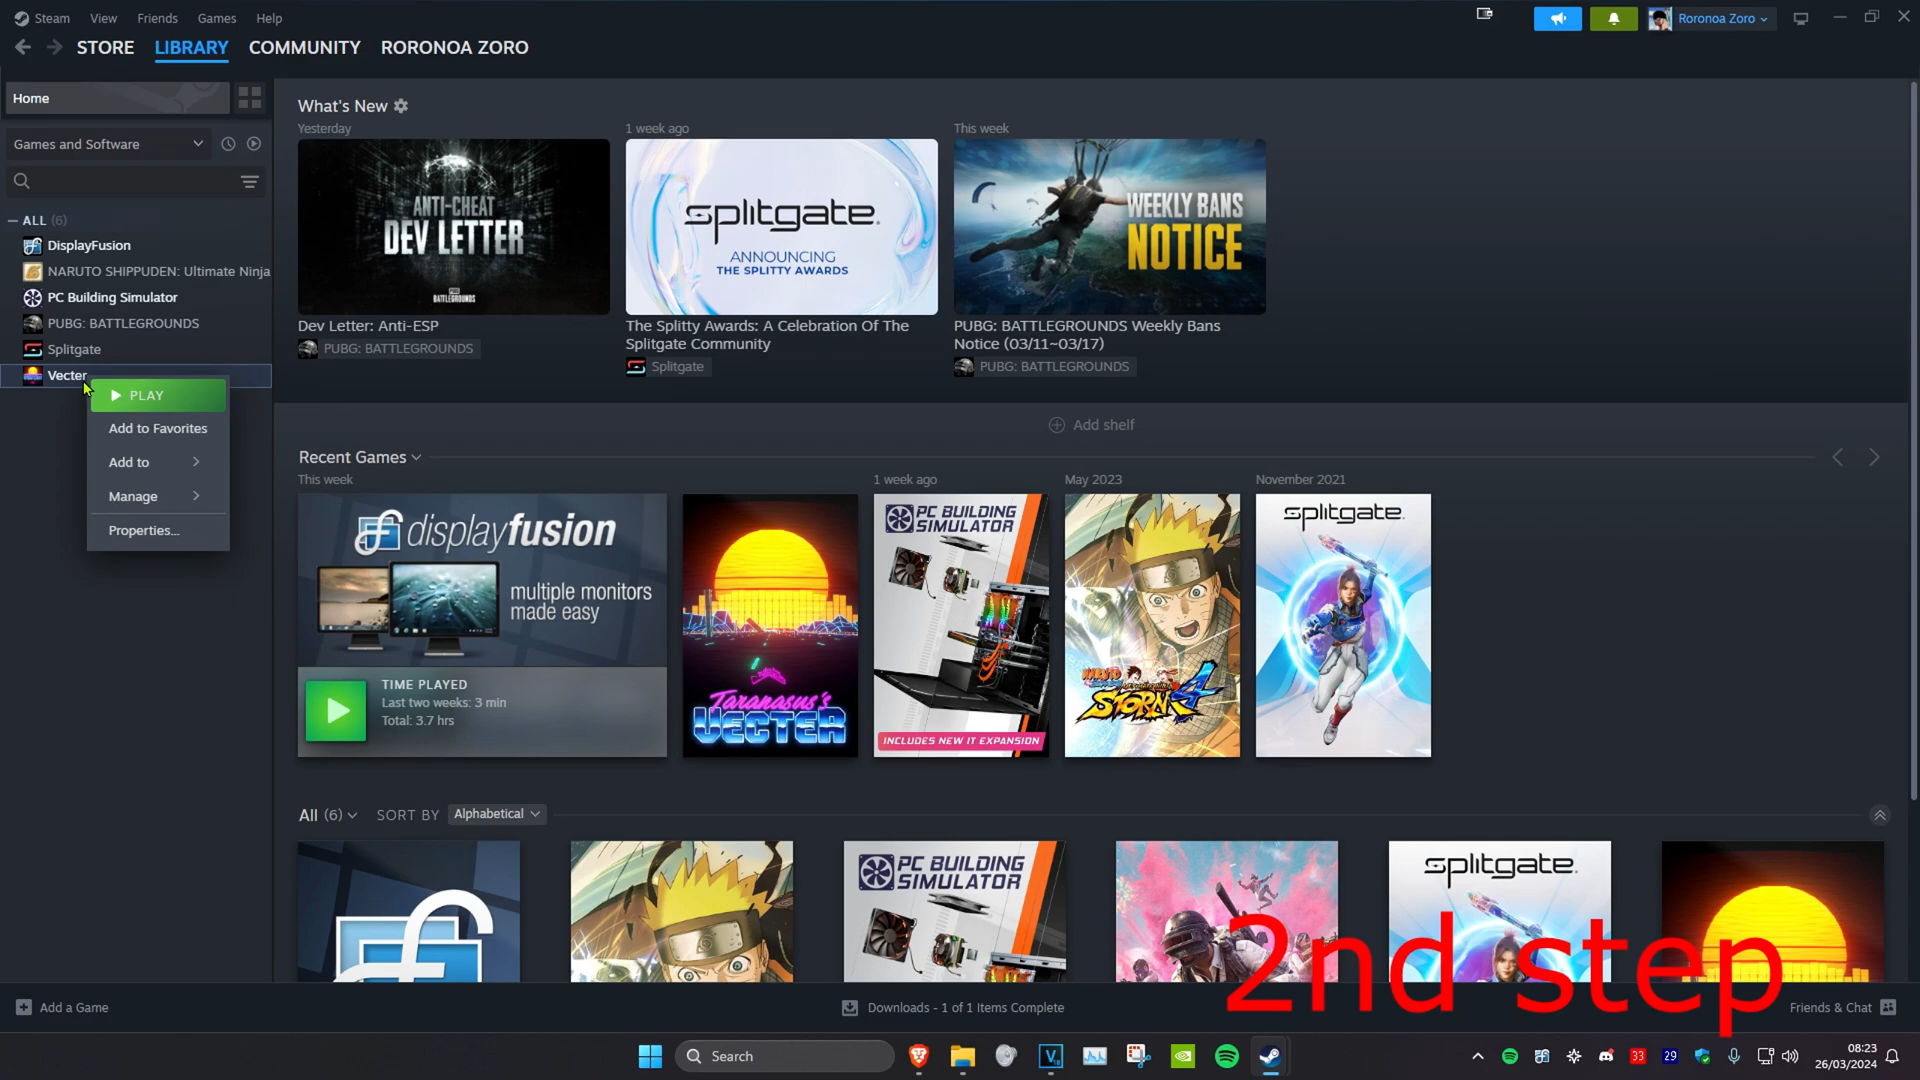 Steam View Friends Games Help
Roronoa Zoro
STORE LIBRARY COMMUNITY RORONOA ZORO
Home
Games and Software
ALL (6)
DisplayFusion
NARUTO SHIPPUDEN: Ultimate Ninja
PC Building Simulator
PUBG: BATTLEGROUNDS
Splitgate
Vecter
PLAY
Add to Favorites
Add to
Manage
Properties...
What's New
Yesterday
ANTI-CHEAT
DEV LETTER
PUBG
BATTLEGROUNDS
Dev Letter: Anti-ESP
PUBG: BATTLEGROUNDS
1 week ago
splitgate.
ANNOUNCING
THE SPLITTY AWARDS
The Splitty Awards: A Celebration Of The
Splitgate Community
Splitgate
This week
WEEKLY BANS
NOTICE
PUBG: BATTLEGROUNDS Weekly Bans
Notice (03/11~03/17)
PUBG: BATTLEGROUNDS
Add shelf
Recent Games
This week
displayfusion
multiple monitors
made easy
TIME PLAYED
Last two weeks: 3 min
Total: 3.7 hrs
Taranasus's
VECTER
1 week ago
PC BUILDING
SIMULATOR
INCLUDES NEW IT EXPANSION
May 2023
STORM 4
November 2021
splitgate.
All (6) SORT BY Alphabetical
PC BUILDING
SIMULATOR
splitgate.
2nd step
Add a Game
Downloads - 1 of 1 Items Complete
Friends & Chat
Search
33
29
08:23
26/03/2024